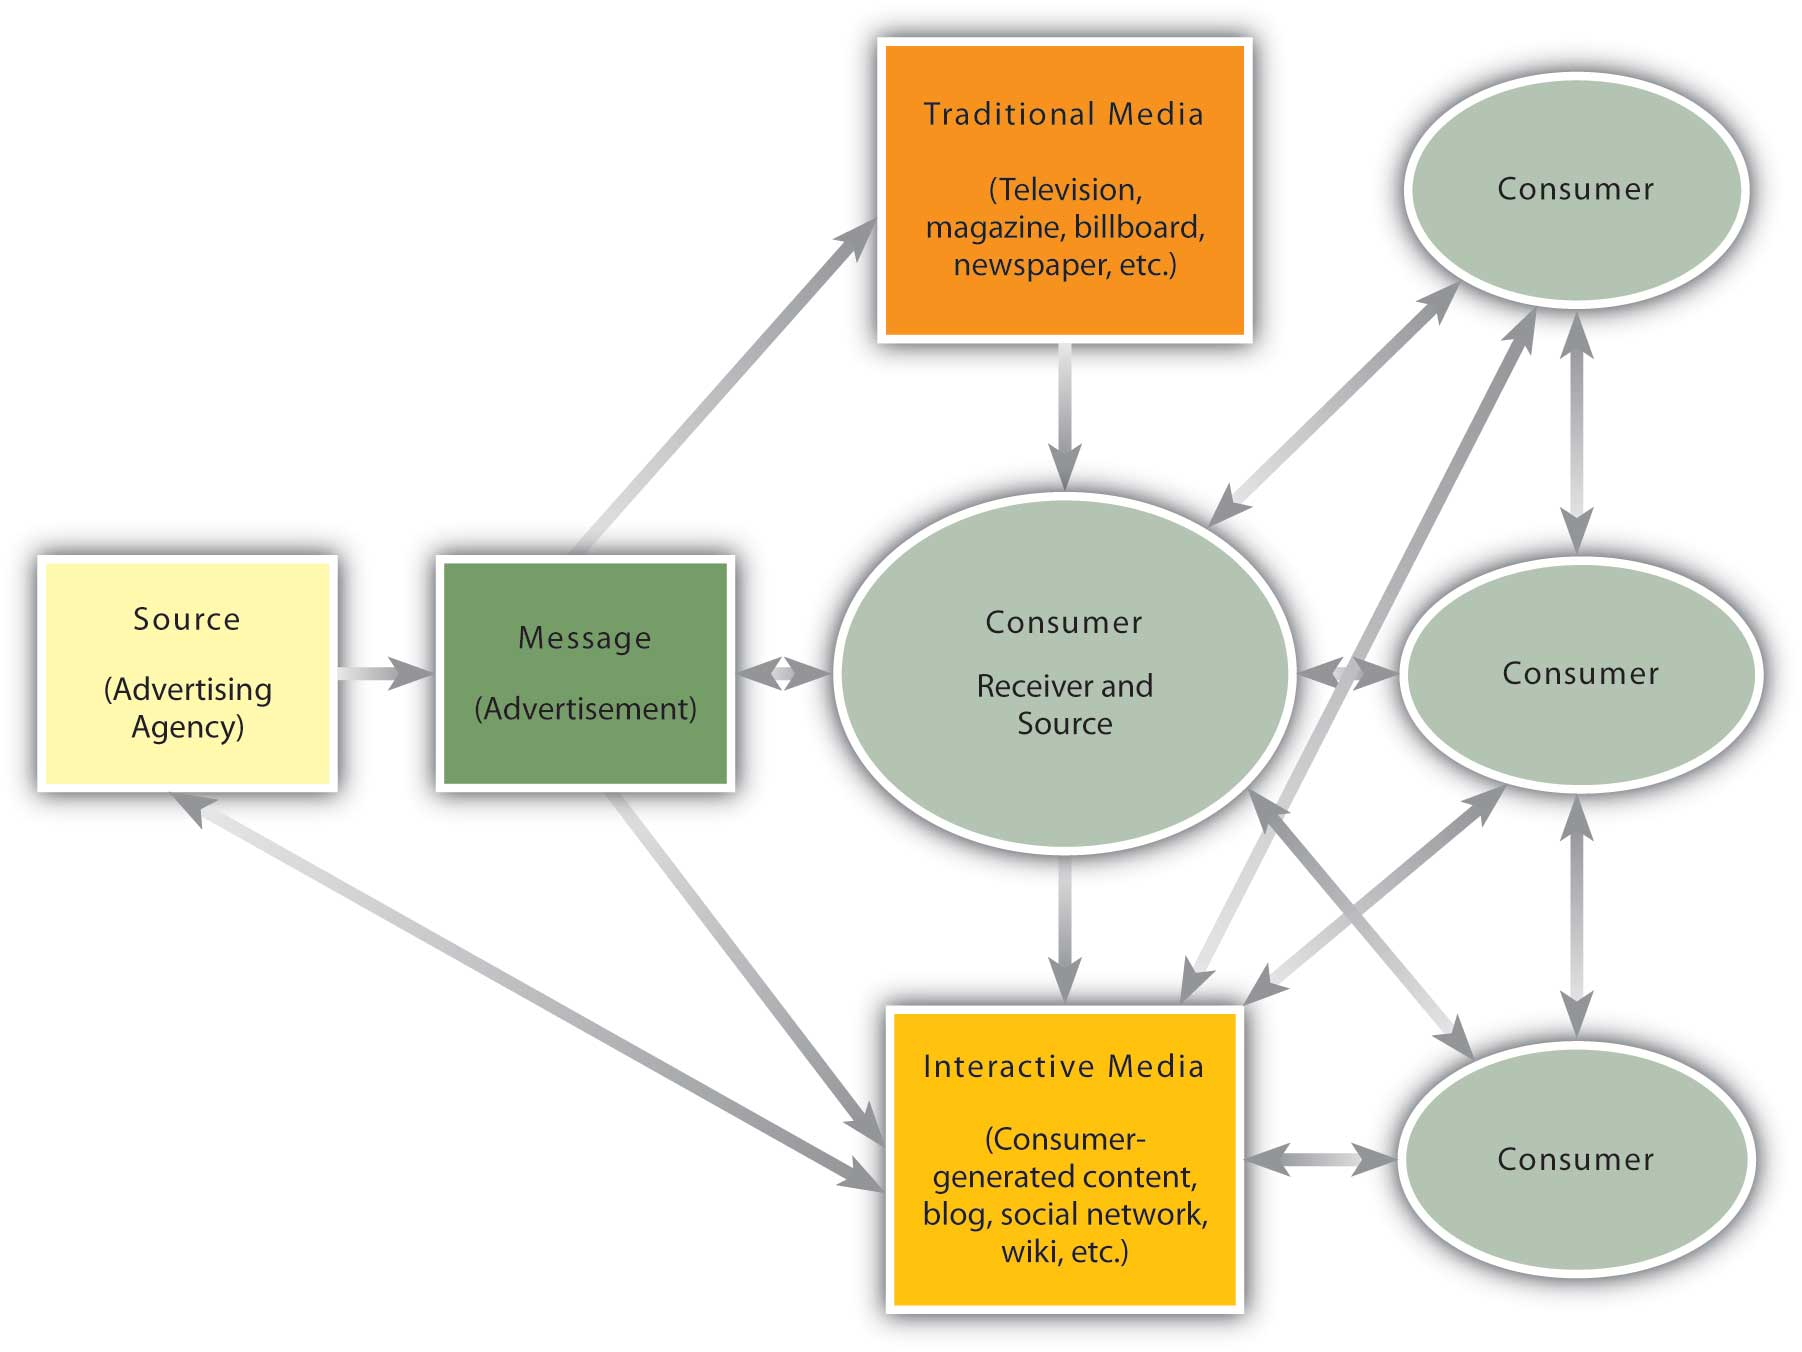 Traditional Media
(Television,
magazine, billboard,
newspaper, etc.)
Consumer
Source
(Advertising
Agency)
Message
(Advertisement)
Consumer
Receiver and
Source
Consumer
Interactive Media
(Consumer-
generated content,
blog, social network,
wiki, etc.)
Consumer